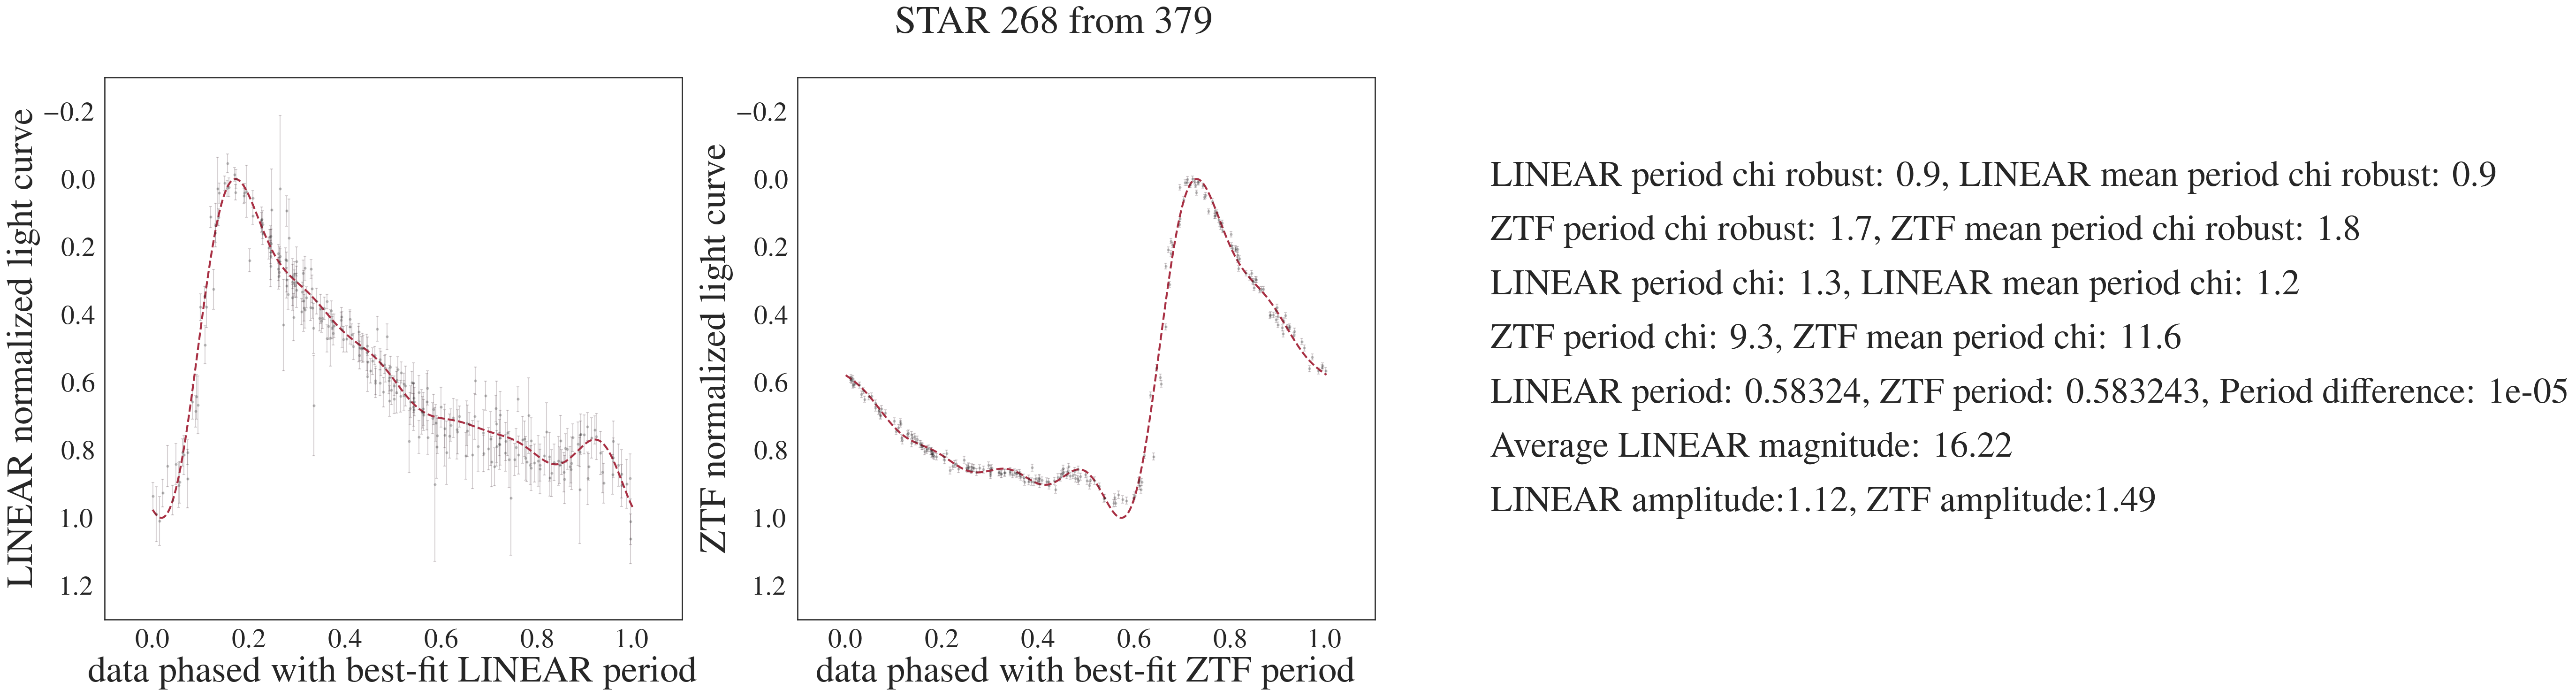 STAR 268 from 379
LINEAR normalized light curve
−0.2
0.0
0.2
0.4
0.6
0.8
1.0
1.2
0.0 0.2 0.4 0.6 0.8 1.0
data phased with best-fit LINEAR period
ZTF normalized light curve
−0.2
0.0
0.2
0.4
0.6
0.8
1.0
1.2
0.0 0.2 0.4 0.6 0.8 1.0
data phased with best-fit ZTF period
LINEAR period chi robust: 0.9, LINEAR mean period chi robust: 0.9
ZTF period chi robust: 1.7, ZTF mean period chi robust: 1.8
LINEAR period chi: 1.3, LINEAR mean period chi: 1.2
ZTF period chi: 9.3, ZTF mean period chi: 11.6
LINEAR period: 0.58324, ZTF period: 0.583243, Period difference: 1e-05
Average LINEAR magnitude: 16.22
LINEAR amplitude:1.12, ZTF amplitude:1.49